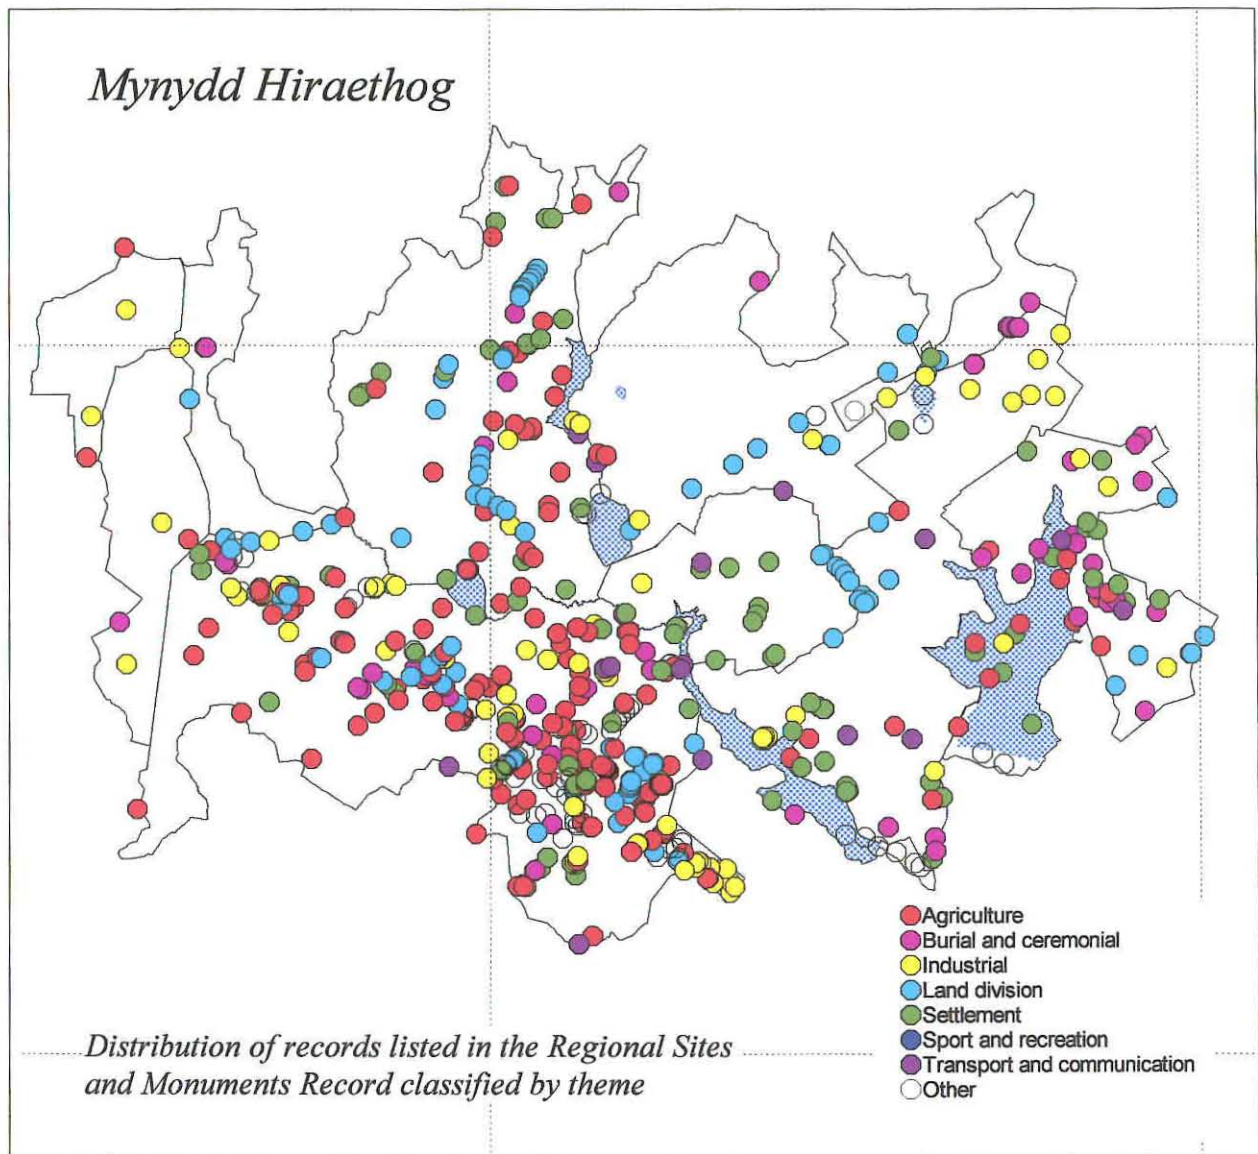 Mynydd Hiraethog
Agriculture
Burial and ceremonial
Industrial
Land division
Settlement
Sport and recreation
Transport and communication
Other
Distribution of records listed in the Regional Sites
and Monuments Record classified by theme